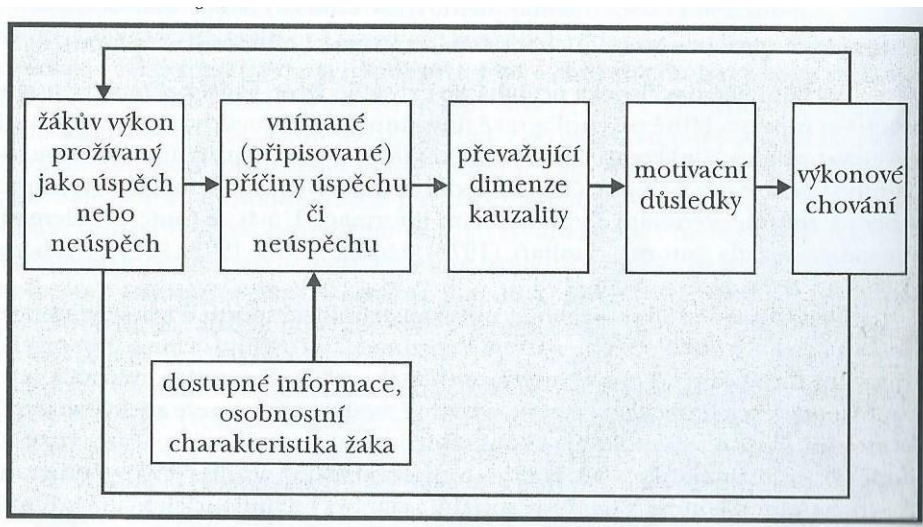 žákův výkon
prožívaný
jako úspěch
nebo
neúspěch
vnímané
(připisované)
příčiny úspěchu
či
neúspěchu
převažující
dimenze
kauzality
motivační
důsledky
výkonové
chování
dostupné informace,
osobnostní
charakteristika žáka